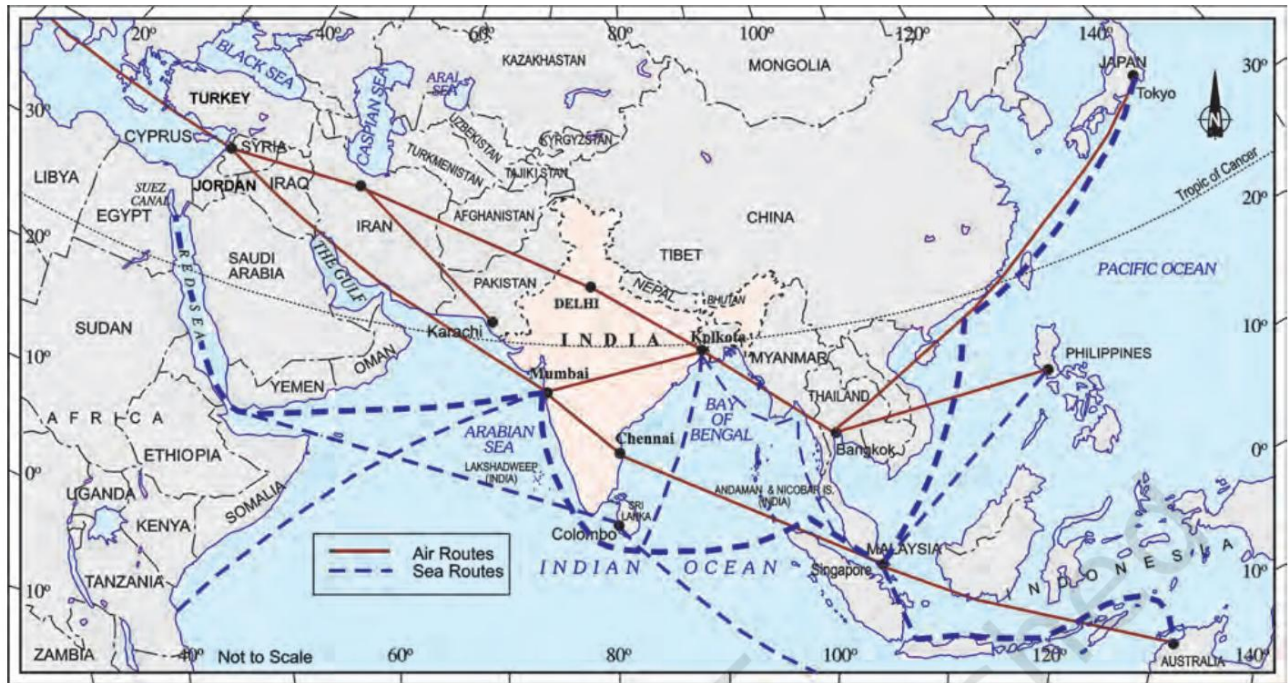 20°
40°
60°
80°
100°
120°
140°
BLACK SEA
KAZAKHSTAN
MONGOLIA
JAPAN
30°
ARAL
SEA
TURKEY
CASPIAN SEA
Tokyo
N
30°
UZBEKISTAN
KYRGYZSTAN
CYPRUS
SYRIA
TURKMENISTAN
TAJIKISTAN
Tropic of Cancer
LIBYA
SUEZ
CANAL
JORDAN
IRAQ
20°
EGYPT
AFGHANISTAN
CHINA
IRAN
20°
SAUDI
ARABIA
THE GULF
TIBET
PACIFIC OCEAN
PAKISTAN
NEPAL
RED SEA
DELHI
BHUTAN
SUDAN
Karachi
INDIA
Kolkota
10°
10°
OMAN
MYANMAR
PHILIPPINES
YEMEN
Mumbai
THAILAND
AFRICA
BAY
OF
BENGAL
ARABIAN
SEA
Chennai
Bangkok
0°
ETHIOPIA
LAKSHADWEEP
(INDIA)
0°
UGANDA
ANDAMAN & NICOBAR IS.
(INDIA)
SOMALIA
SRI
LANKA
KENYA
Colombo
MALAYSIA
Air Routes
INDIAN OCEAN
Singapore
INDONESIA
Sea Routes
TANZANIA
10°
10°
ZAMBIA
40°
Not to Scale
60°
80°
100°
120°
AUSTRALIA
140°